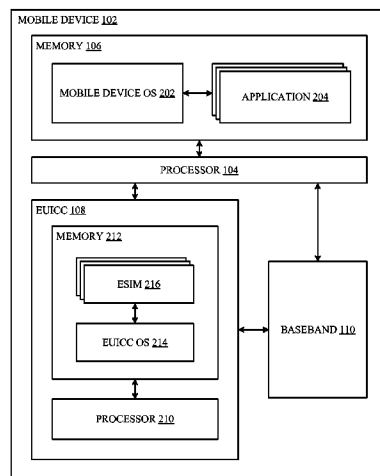 MOBILE DEVICE 102
MEMORY 106
MOBILE DEVICE OS 202
APPLICATION 204
PROCESSOR 104
EUICC 108
MEMORY 212
ESIM 216
EUICC OS 214
PROCESSOR 210
BASEBAND 110